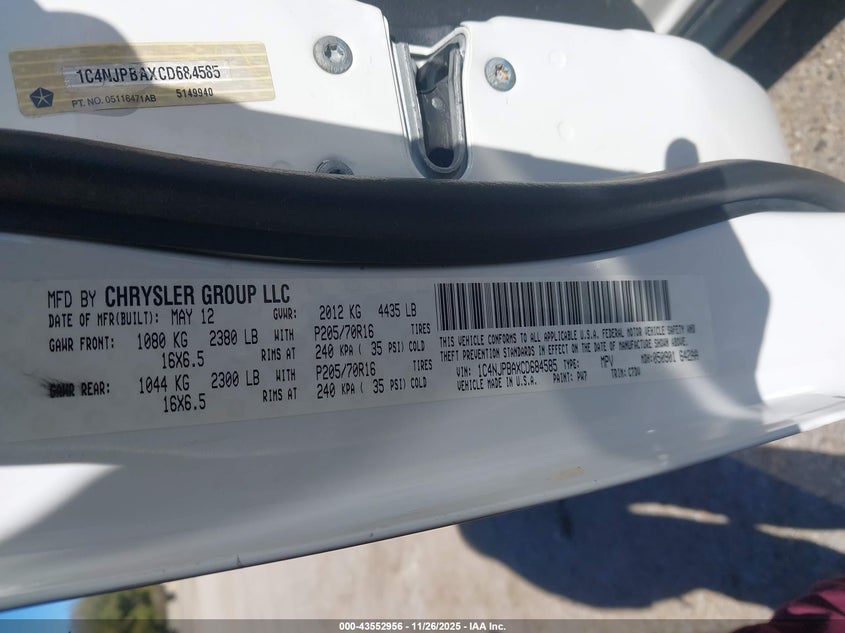 1C4NJPBAXCD684585
PT. NO. 05116471AB 5149940
MFD BY CHRYSLER GROUP LLC
DATE OF MFR(BUILT): MAY 12 GVWR: 2012 KG 4435 LB
GAWR FRONT: 1080 KG 2380 LB WITH P205/70R16 TIRES
16X6.5 RIMS AT 240 KPA ( 35 PSI) COLD
GAWR REAR: 1044 KG 2300 LB WITH P205/70R16 TIRES
16X6.5 RIMS AT 240 KPA ( 35 PSI) COLD
THIS VEHICLE CONFORMS TO ALL APPLICABLE U.S.A. FEDERAL MOTOR VEHICLE SAFETY AND
THEFT PREVENTION STANDARDS IN EFFECT ON THE DATE OF MANUFACTURE SHOWN ABOVE.
VIN: 1C4NJPBAXCD684585 TYPE: MPV MDH:
VEHICLE MADE IN U.S.A. PAINT: PW7 TRIM:
000-43552956 - 11/26/2025 - IAA Inc.